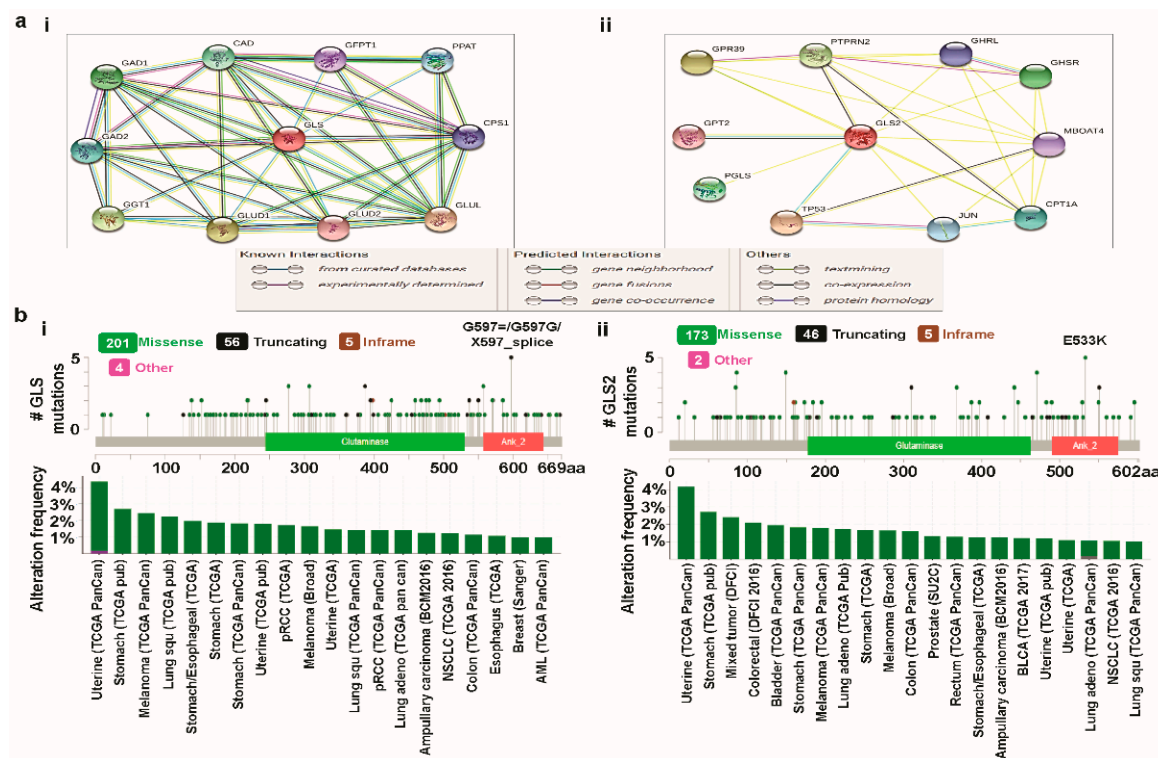 a
i
CAD
GFPT1
PPAT
GAD1
GLS
CPS1
GAD2
GGT1
GLUD1
GLUD2
GLUL
ii
GPR39
PTPRN2
GHRL
GHSR
GPT2
GLS2
MBOAT4
PGLS
TP53
JUN
CPT1A
Known Interactions
from curated databases
experimentally determined
Predicted Interactions
gene neighborhood
gene fusions
gene co-occurrence
Others
textmining
co-expression
protein homology
b
i
201 Missense
56 Truncating
5 Inframe
4 Other
G597=/G597G/
X597_splice
# GLS
mutations
5
0
Glutaminase
Ank_2
0 100 200 300 400 500 600 669aa
Alteration frequency
4%
3%
2%
1%
Uterine (TCGA PanCan)
Stomach (TCGA pub)
Melanoma (TCGA PanCan)
Lung squ (TCGA pub)
Stomach/Esophageal (TCGA)
Stomach (TCGA)
Stomach (TCGA PanCan)
Uterine (TCGA pub)
pRCC (TCGA)
Melanoma (Broad)
Uterine (TCGA)
Lung squ (TCGA PanCan)
pRCC (TCGA PanCan)
Lung adeno (TCGA pan can)
Ampullary carcinoma (BCM2016)
NSCLC (TCGA 2016)
Colon (TCGA PanCan)
Esophagus (TCGA)
Breast (Sanger)
AML (TCGA PanCan)
ii
173 Missense
46 Truncating
5 Inframe
2 Other
E533K
# GLS2
mutations
5
0
Glutaminase
Ank_2
0 100 200 300 400 500 602aa
Alteration frequency
4%
3%
2%
1%
Uterine (TCGA PanCan)
Stomach (TCGA pub)
Mixed tumor (DFCI)
Colorectal (DFCI 2016)
Bladder (TCGA PanCan)
Stomach (TCGA PanCan)
Melanoma (TCGA PanCan)
Lung adeno (TCGA Pub)
Stomach (TCGA)
Melanoma (Broad)
Colon (TCGA PanCan)
Prostate (SU2C)
Rectum (TCGA PanCan)
Stomach/Esophageal (TCGA)
Ampullary carcinoma (BCM2016)
BLCA (TCGA 2017)
Uterine (TCGA pub)
Uterine (TCGA)
Lung adeno (TCGA PanCan)
NSCLC (TCGA 2016)
Lung squ (TCGA PanCan)